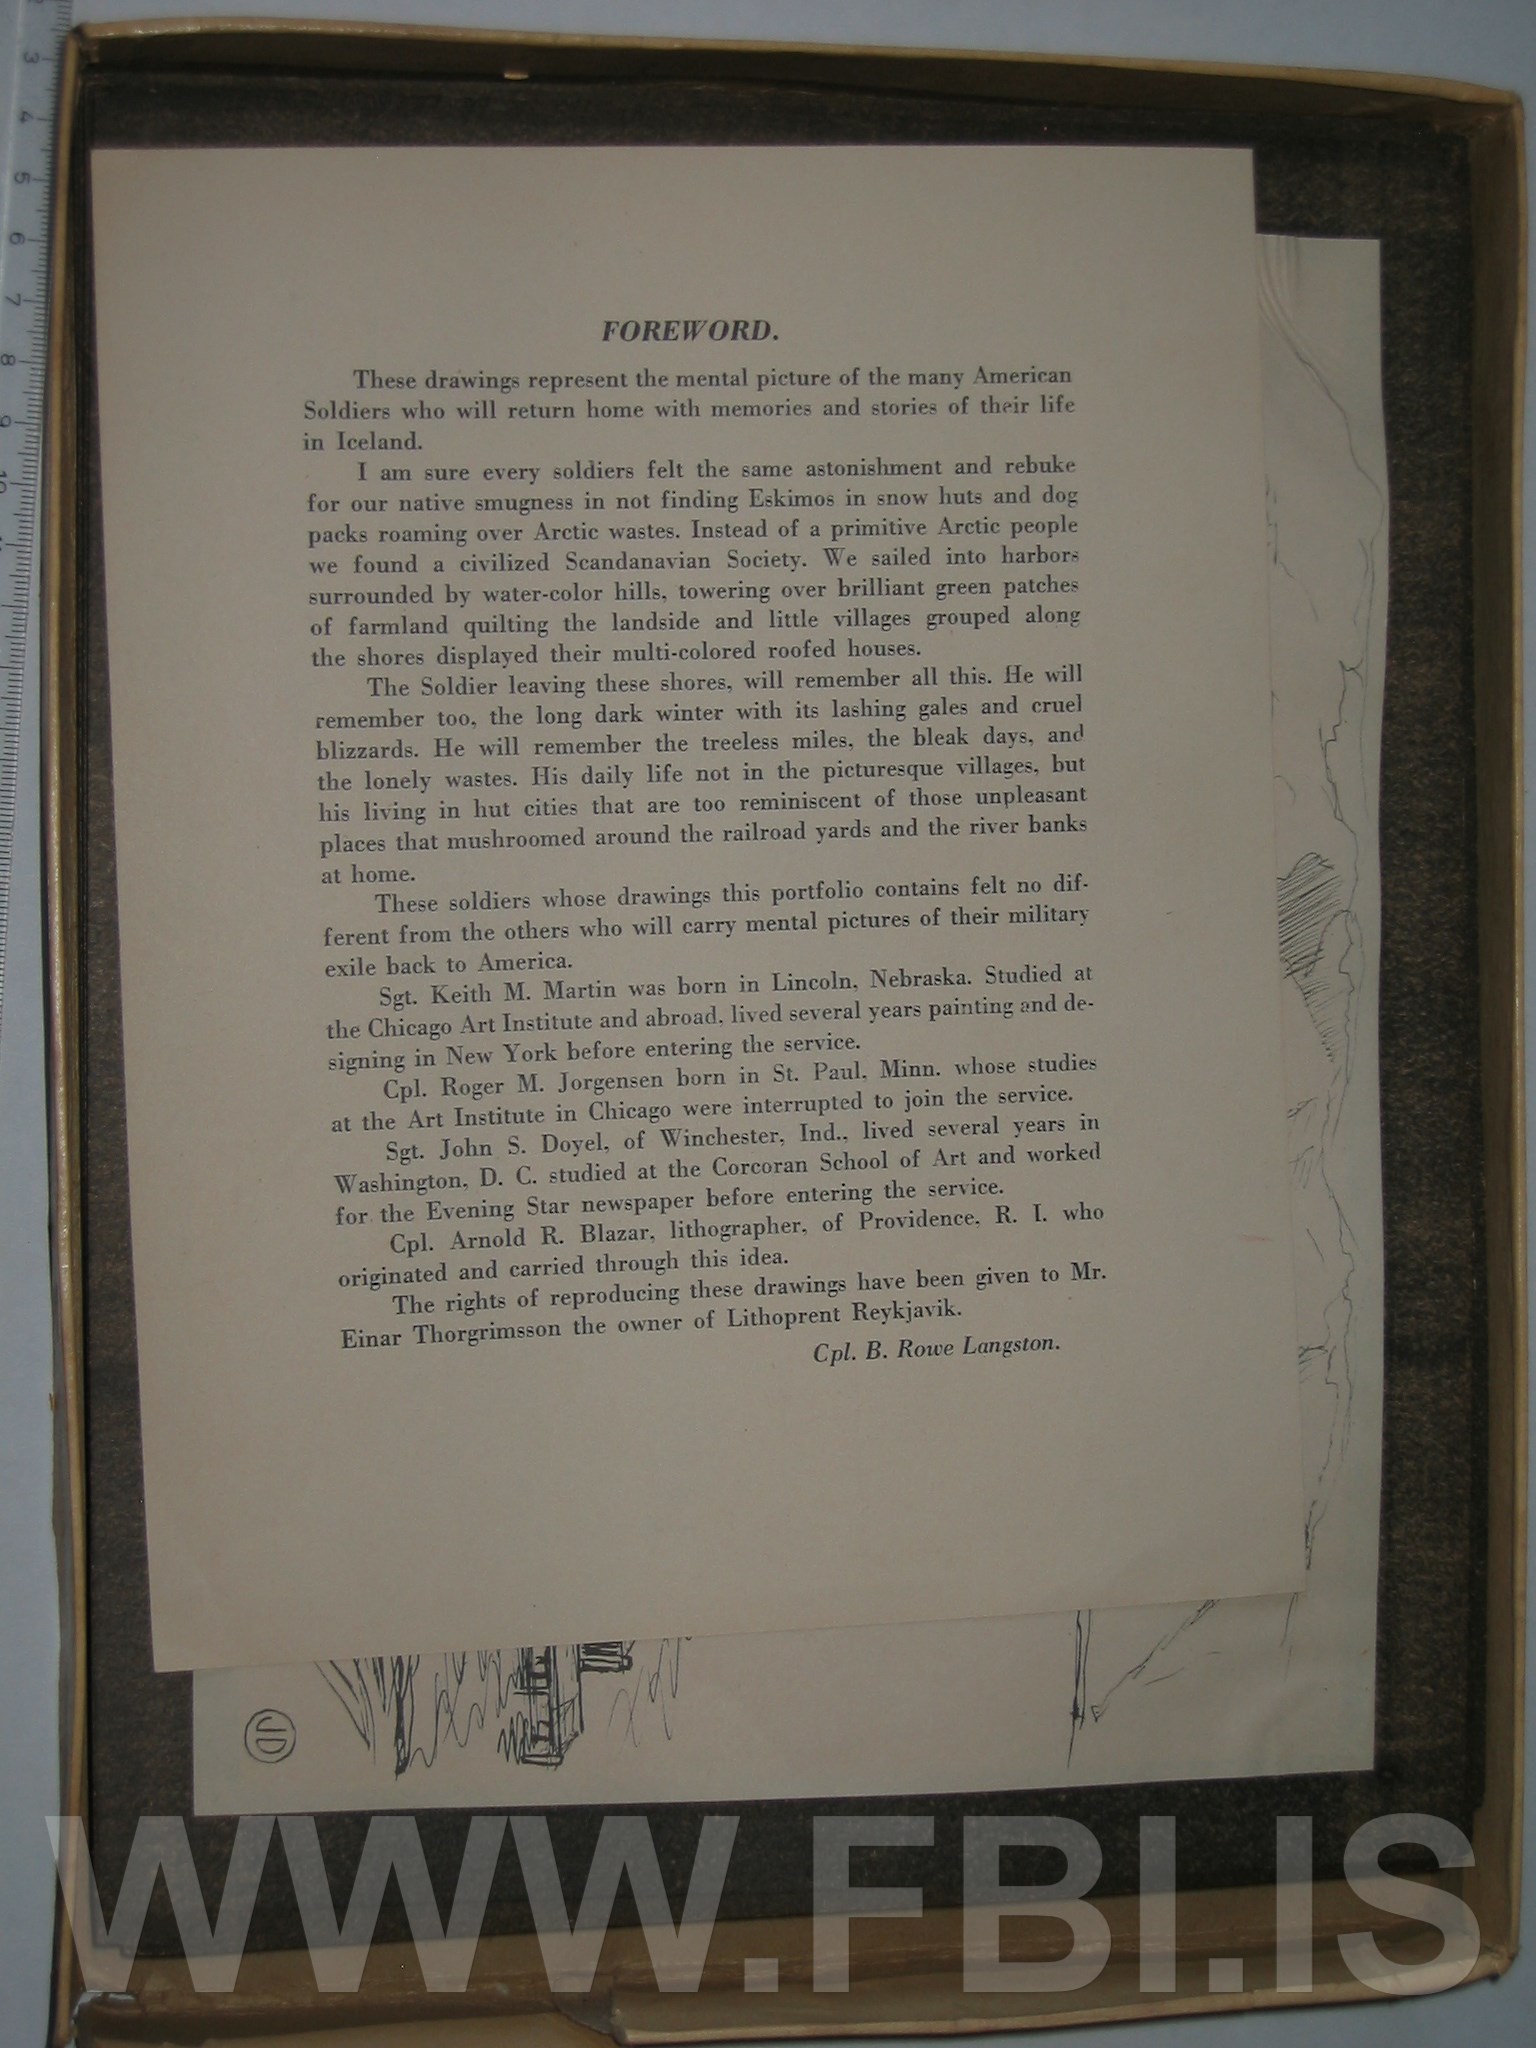 FOREWORD.
These drawings represent the mental picture of the many American
Soldiers who will return home with memories and stories of their life
in Iceland.
I am sure every soldiers felt the same astonishment and rebuke
for our native smugness in not finding Eskimos in snow huts and dog
packs roaming over Arctic wastes. Instead of a primitive Arctic people
we found a civilized Scandanavian Society. We sailed into harbors
surrounded by water-color hills, towering over brilliant green patches
of farmland quilting the landside and little villages grouped along
the shores displayed their multi-colored roofed houses.
The Soldier leaving these shores, will remember all this. He will
remember too, the long dark winter with its lashing gales and cruel
blizzards. He will remember the treeless miles, the bleak days, and
the lonely wastes. His daily life not in the picturesque villages, but
his living in hut cities that are too reminiscent of those unpleasant
places that mushroomed around the railroad yards and the river banks
at home.
These soldiers whose drawings this portfolio contains felt no dif-
ferent from the others who will carry mental pictures of their military
exile back to America.
Sgt. Keith M. Martin was born in Lincoln, Nebraska. Studied at
the Chicago Art Institute and abroad, lived several years painting and de-
signing in New York before entering the service.
Cpl. Roger M. Jorgensen born in St. Paul, Minn. whose studies
at the Art Institute in Chicago were interrupted to join the service.
Sgt. John S. Doyel, of Winchester, Ind., lived several years in
Washington, D. C. studied at the Corcoran School of Art and worked
for the Evening Star newspaper before entering the service.
Cpl. Arnold R. Blazar, lithographer, of Providence, R. I. who
originated and carried through this idea.
The rights of reproducing these drawings have been given to Mr.
Einar Thorgrimsson the owner of Lithoprent Reykjavik.
Cpl. B. Rowe Langston.
JD
WWW.FBI.IS
3
4
5
6
7
8
9
10